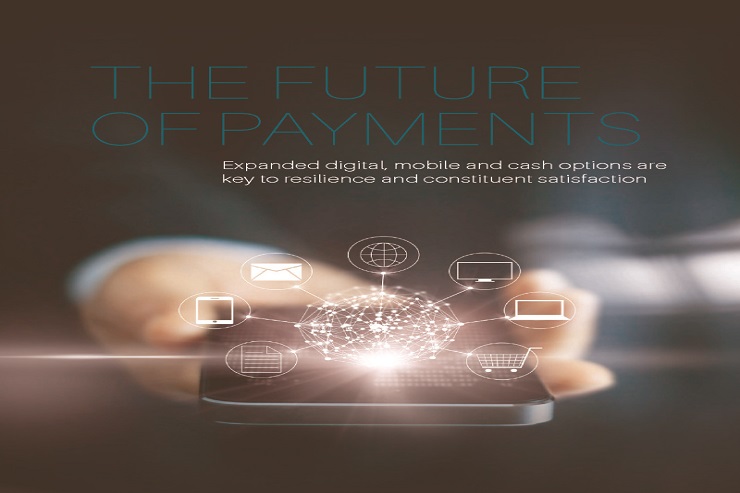 THE FUTURE
OF PAYMENTS
Expanded digital, mobile and cash options are
key to resilience and constituent satisfaction